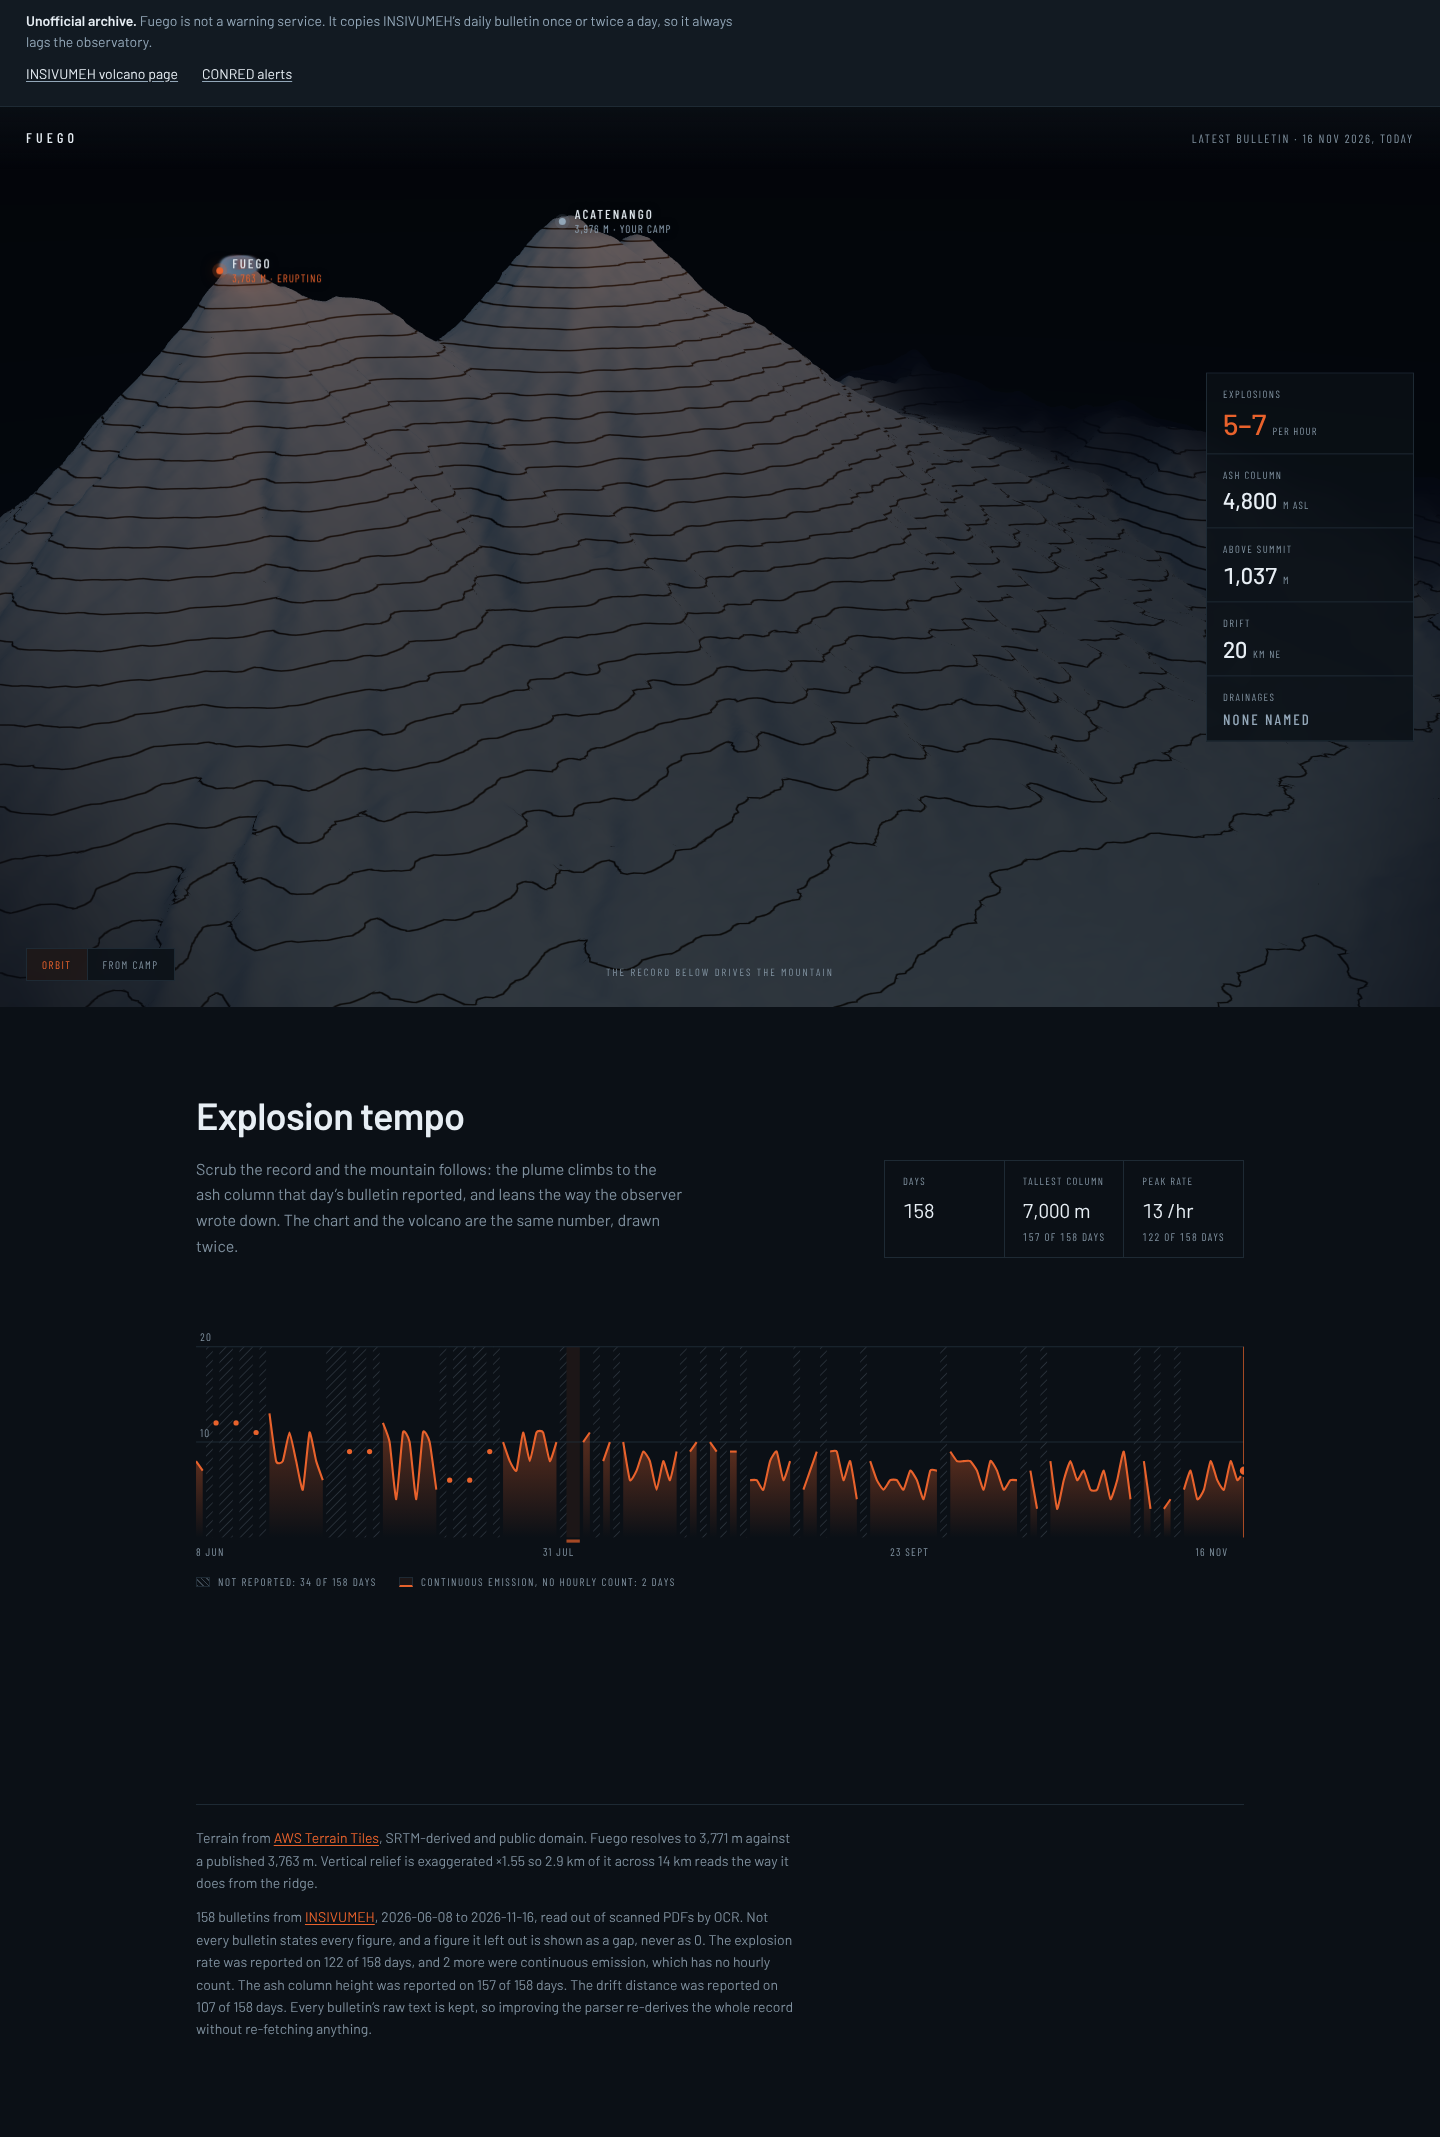 Unofficial archive. Fuego is not a warning service. It copies INSIVUMEH’s daily bulletin once or twice a day, so it always
lags the observatory.
INSIVUMEH volcano page CONRED alerts
FUEGO
LATEST BULLETIN · 16 NOV 2026, TODAY
ACATENANGO
3,976 M · YOUR CAMP
FUEGO
3,763 M · ERUPTING
EXPLOSIONS
5–7 PER HOUR
ASH COLUMN
4,800 M ASL
ABOVE SUMMIT
1,037 M
DRIFT
20 KM NE
DRAINAGES
NONE NAMED
ORBIT FROM CAMP
THE RECORD BELOW DRIVES THE MOUNTAIN
Explosion tempo
Scrub the record and the mountain follows: the plume climbs to the
ash column that day’s bulletin reported, and leans the way the observer
wrote down. The chart and the volcano are the same number, drawn
twice.
DAYS
158
TALLEST COLUMN
7,000 m
157 OF 158 DAYS
PEAK RATE
13 /hr
122 OF 158 DAYS
20
10
8 JUN 31 JUL 23 SEPT 16 NOV
NOT REPORTED: 34 OF 158 DAYS CONTINUOUS EMISSION, NO HOURLY COUNT: 2 DAYS
Terrain from AWS Terrain Tiles, SRTM-derived and public domain. Fuego resolves to 3,771 m against
a published 3,763 m. Vertical relief is exaggerated ×1.55 so 2.9 km of it across 14 km reads the way it
does from the ridge.
158 bulletins from INSIVUMEH, 2026-06-08 to 2026-11-16, read out of scanned PDFs by OCR. Not
every bulletin states every figure, and a figure it left out is shown as a gap, never as 0. The explosion
rate was reported on 122 of 158 days, and 2 more were continuous emission, which has no hourly
count. The ash column height was reported on 157 of 158 days. The drift distance was reported on
107 of 158 days. Every bulletin’s raw text is kept, so improving the parser re-derives the whole record
without re-fetching anything.